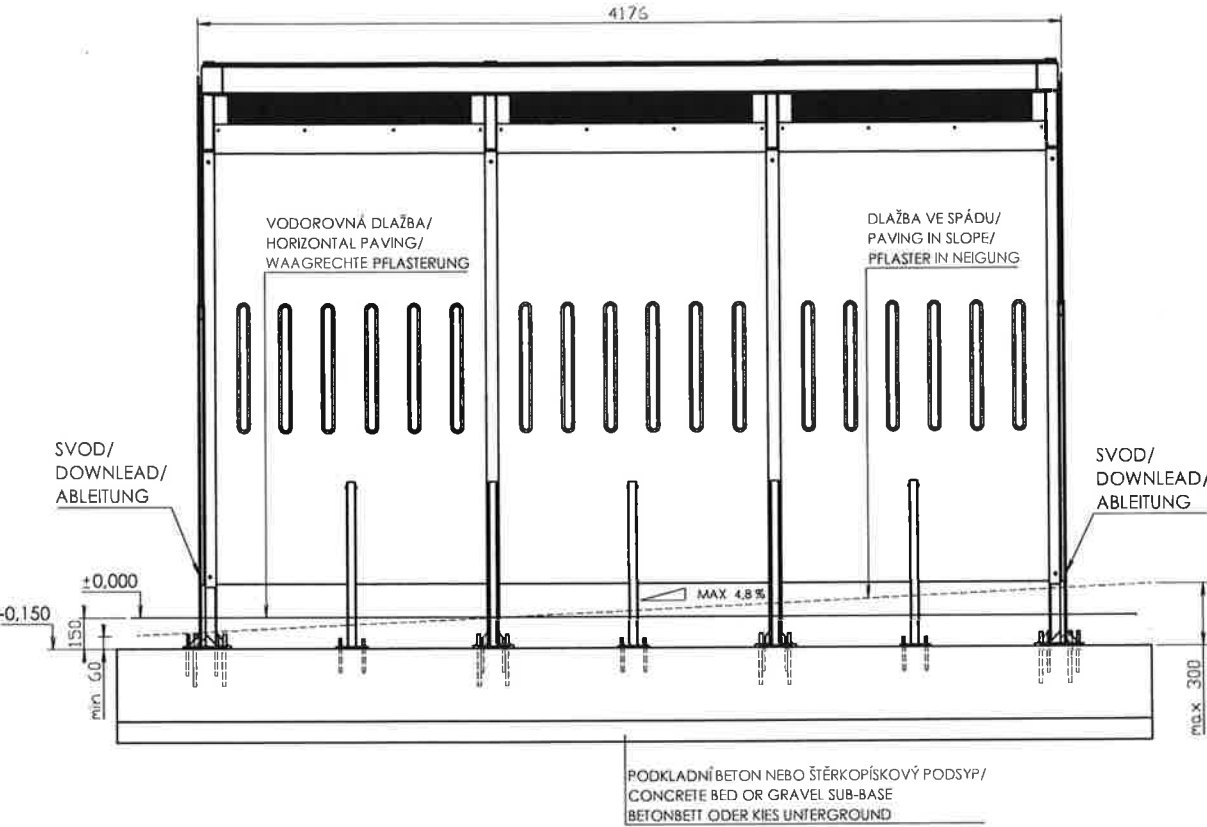 4176
VODOROVNÁ DLAŽBA/
HORIZONTAL PAVING/
WAAGRECHTE PFLASTERUNG
DLAŽBA VE SPÁDU/
PAVING IN SLOPE/
PFLASTER IN NEIGUNG
SVOD/
DOWNLEAD/
ABLEITUNG
SVOD/
DOWNLEAD/
ABLEITUNG
±0,000
-0,150
150
min 60
MAX 4,8 %
max 300
PODKLADNÍ BETON NEBO ŠTĚRKOPÍSKOVÝ PODSYP/
CONCRETE BED OR GRAVEL SUB-BASE
BETONBETT ODER KIES UNTERGROUND